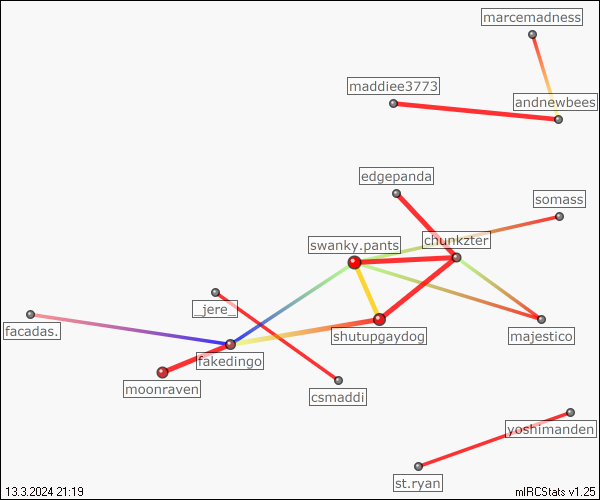 marcemadness
maddiee3773
andnewbees
edgepanda
somass
swanky.pants
chunkzter
_jere_
facadas.
shutupgaydog
majestico
fakedingo
moonraven
csmaddi
yoshimanden
st.ryan
13.3.2024 21:19
mIRCStats v1.25